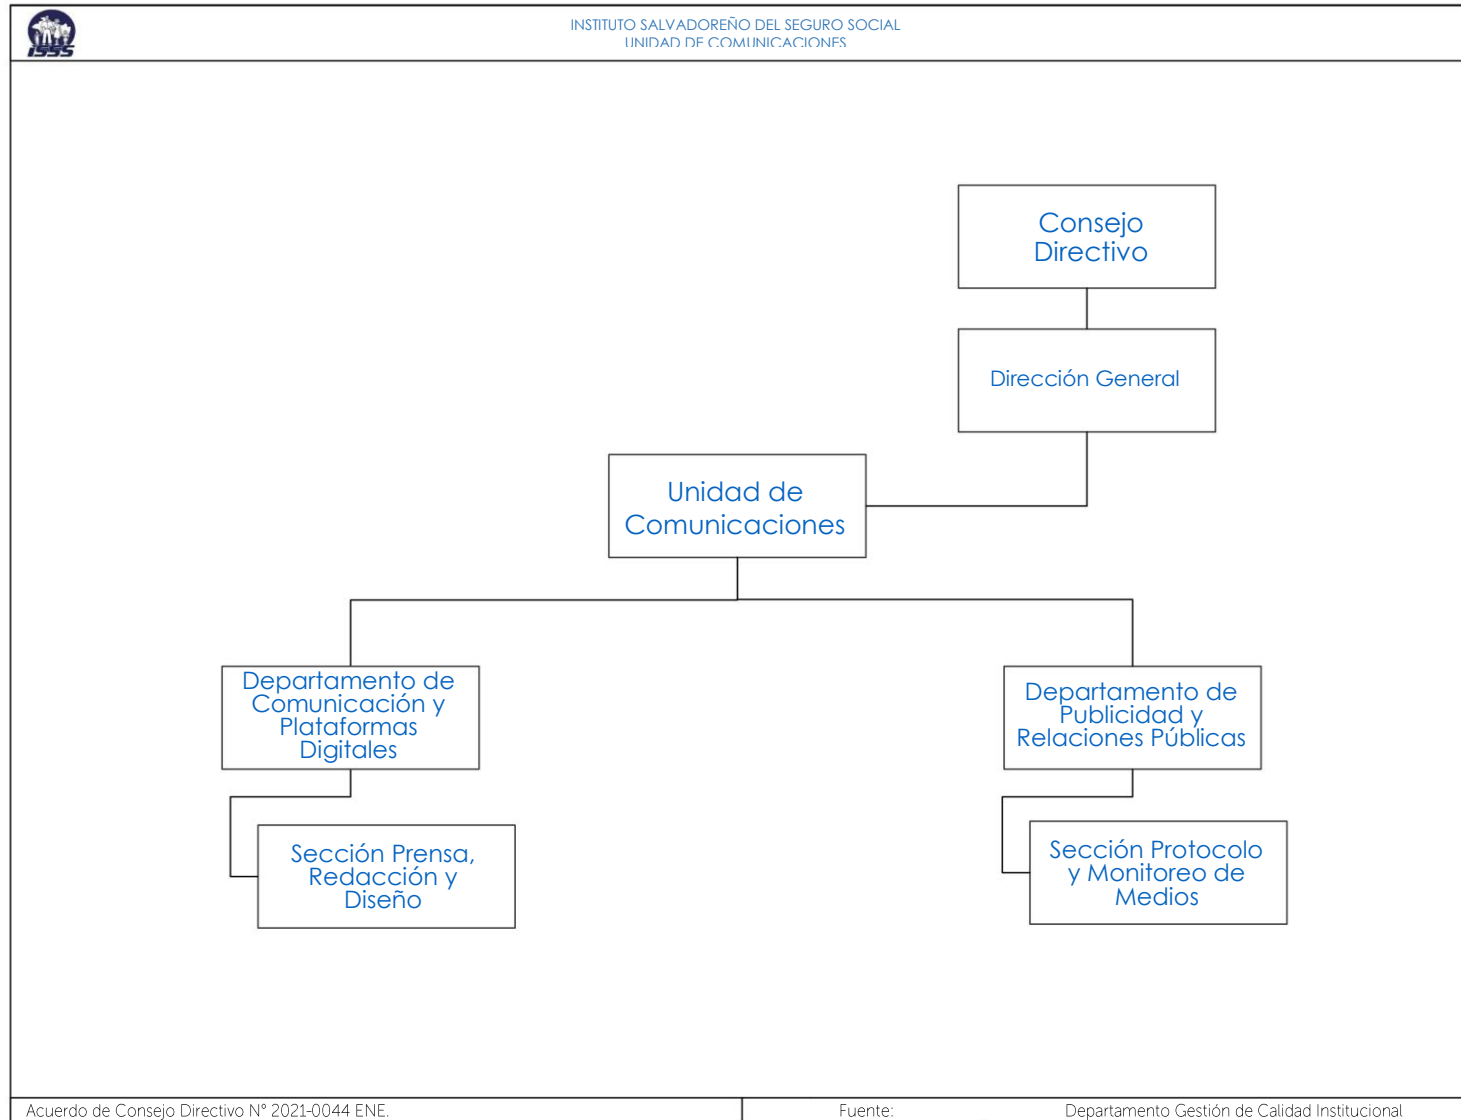 ISSS
INSTITUTO SALVADOREÑO DEL SEGURO SOCIAL
UNIDAD DE COMUNICACIONES
Consejo
Directivo
Dirección General
Unidad de
Comunicaciones
Departamento de
Comunicación y
Plataformas
Digitales
Departamento de
Publicidad y
Relaciones Públicas
Sección Prensa,
Redacción y
Diseño
Sección Protocolo
y Monitoreo de
Medios
Acuerdo de Consejo Directivo N° 2021-0044 ENE.
Fuente: Departamento Gestión de Calidad Institucional